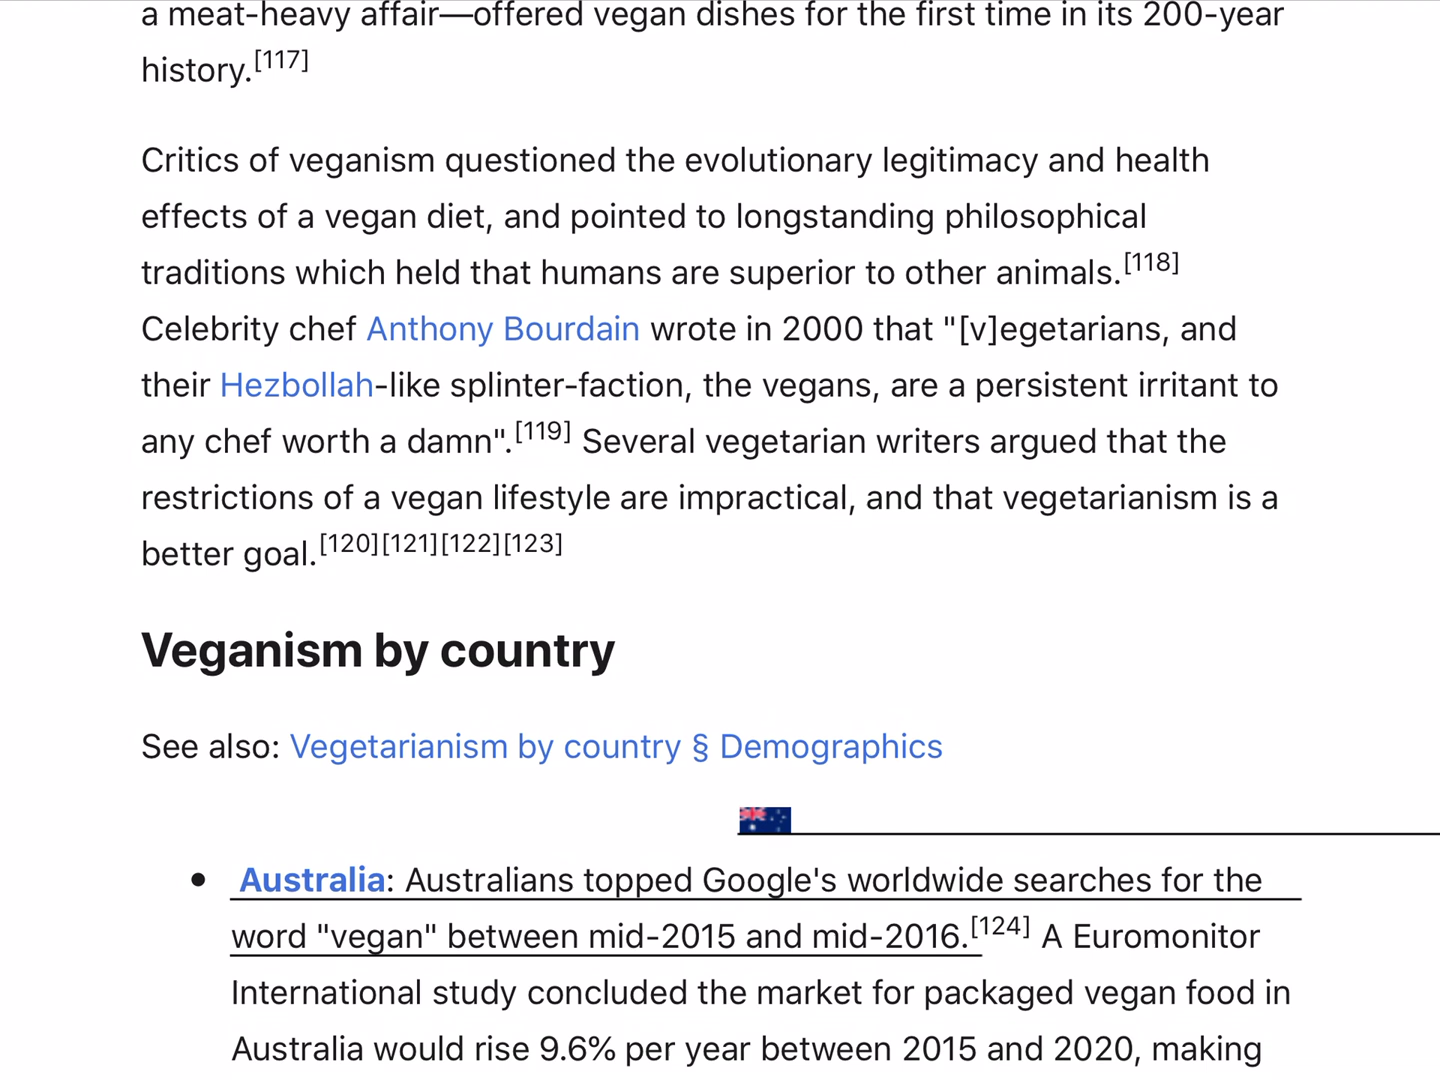 a meat-heavy affair—offered vegan dishes for the first time in its 200-year
history.[117]
Critics of veganism questioned the evolutionary legitimacy and health
effects of a vegan diet, and pointed to longstanding philosophical
traditions which held that humans are superior to other animals.[118]
Celebrity chef Anthony Bourdain wrote in 2000 that "[v]egetarians, and
their Hezbollah-like splinter-faction, the vegans, are a persistent irritant to
any chef worth a damn".[119] Several vegetarian writers argued that the
restrictions of a vegan lifestyle are impractical, and that vegetarianism is a
better goal.[120][121][122][123]
Veganism by country
See also: Vegetarianism by country § Demographics
• Australia: Australians topped Google's worldwide searches for the
word "vegan" between mid-2015 and mid-2016.[124] A Euromonitor
International study concluded the market for packaged vegan food in
Australia would rise 9.6% per year between 2015 and 2020, making